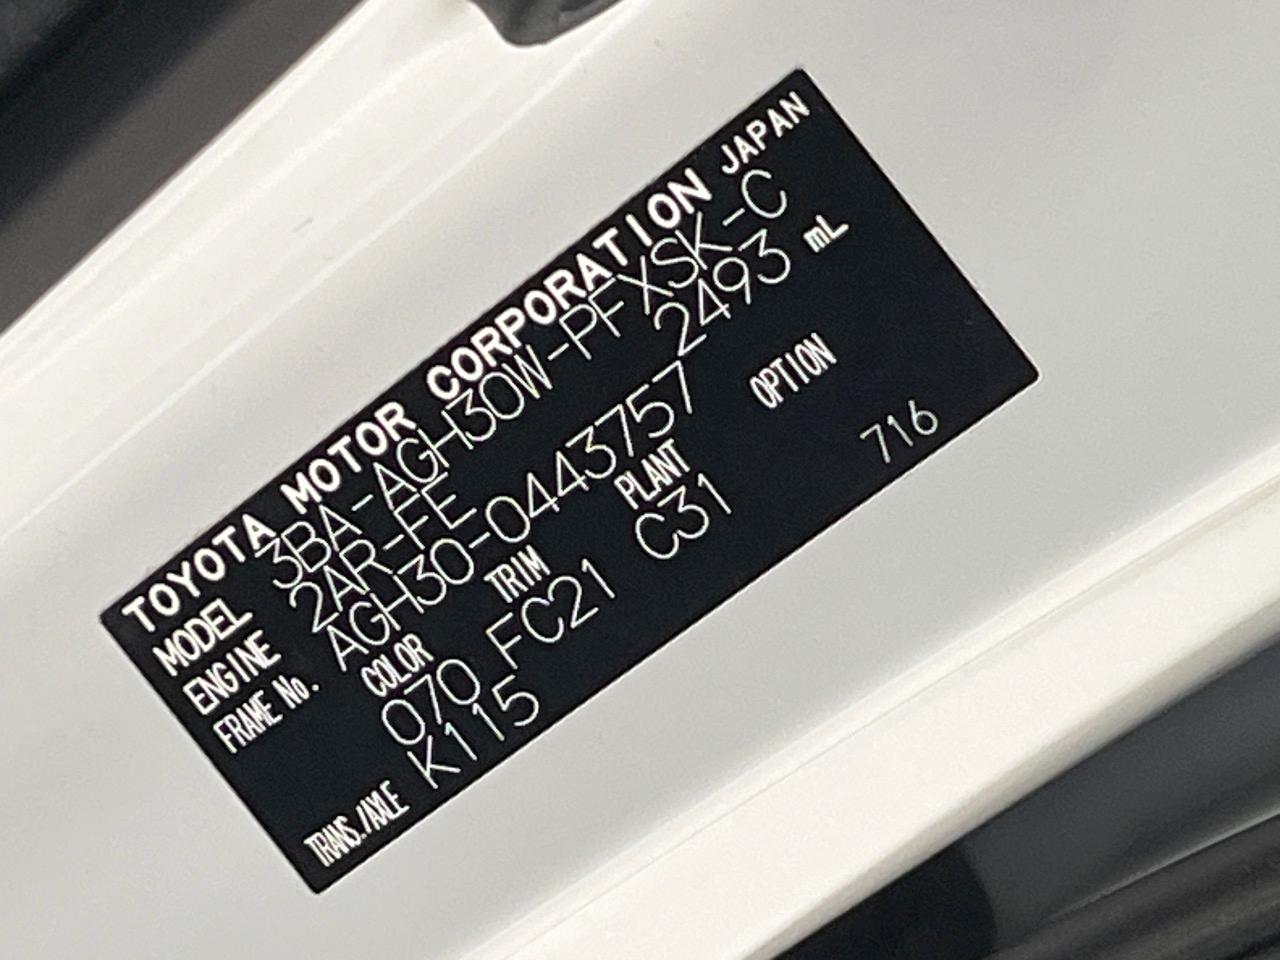 TOYOTA MOTOR CORPORATION JAPAN
MODEL 3BA-AGH30W-PFXSK-C
ENGINE 2AR-FE 2493 mL
FRAME No. AGH30-0443757
COLOR TRIM PLANT OPTION
070 FC21 C31
TRANS./AXLE K115 716